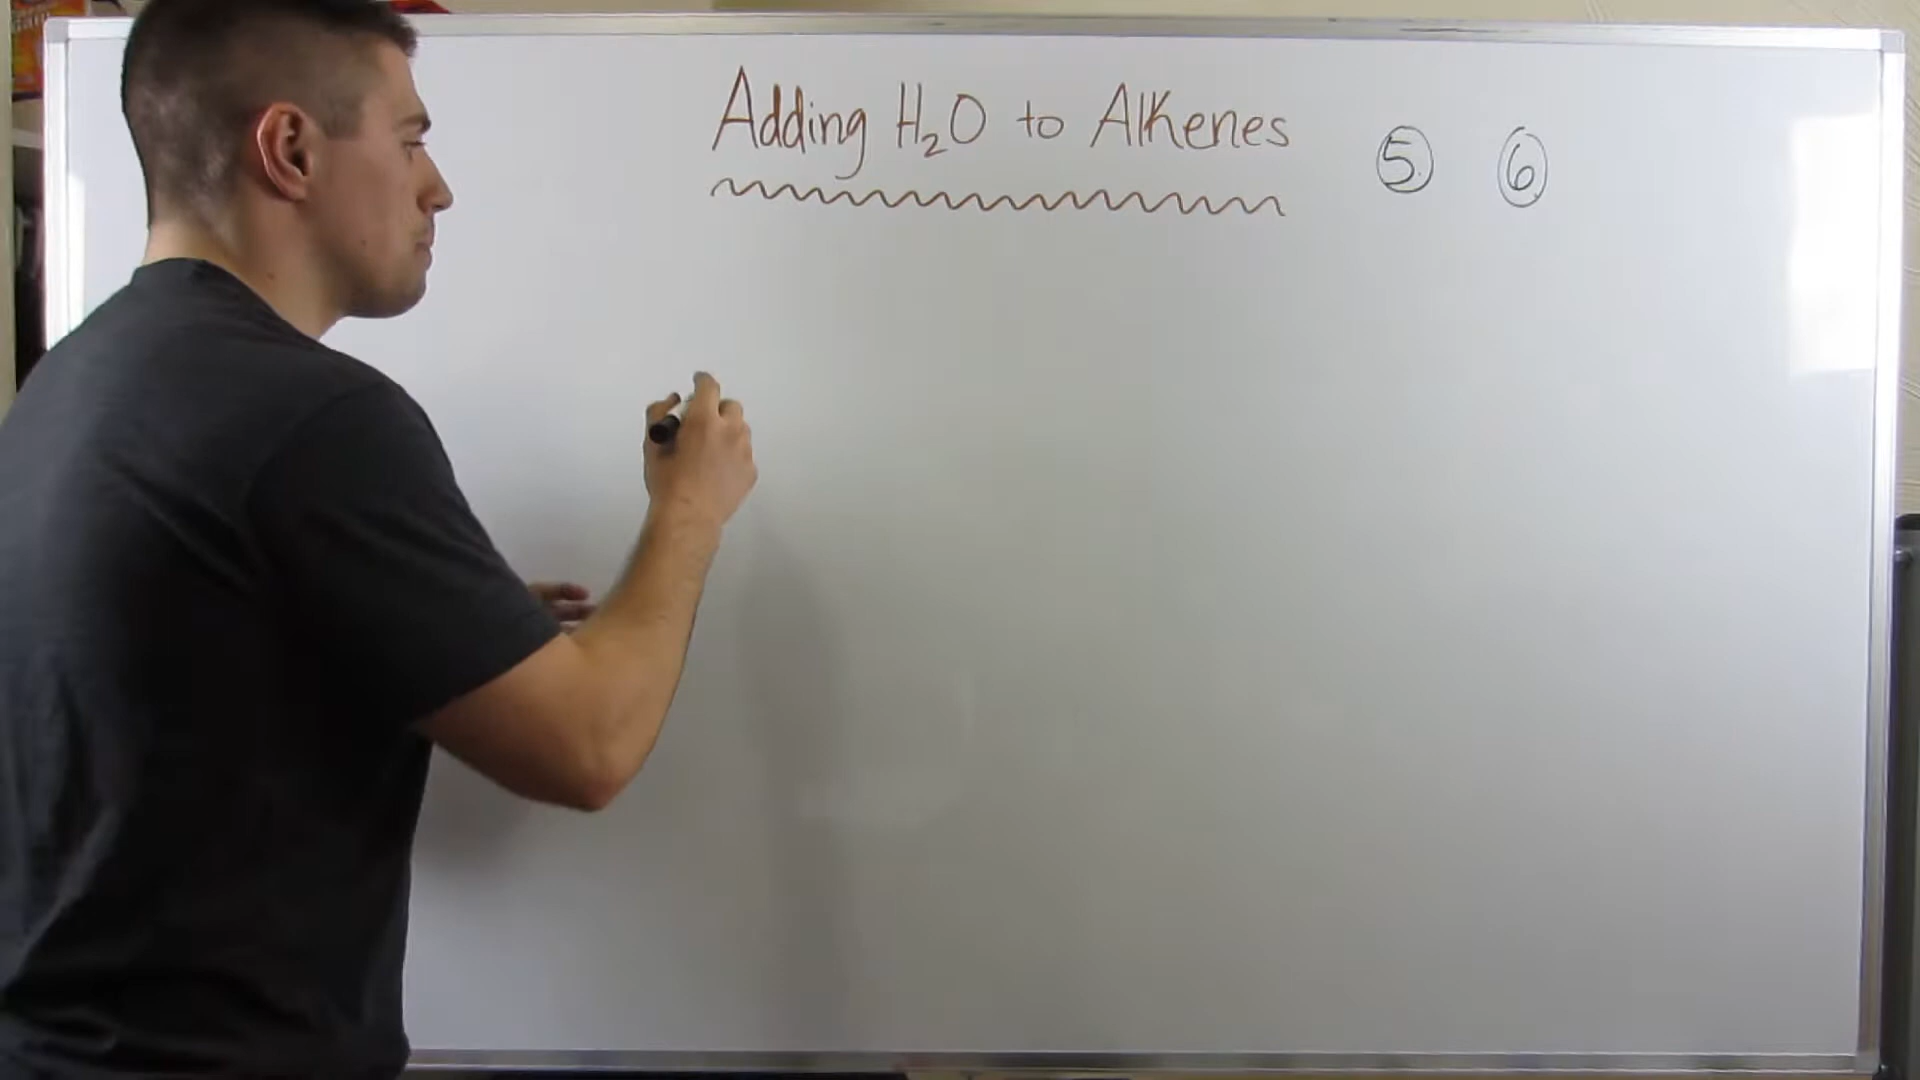 Adding H₂O to Alkenes ⑤ ⑥